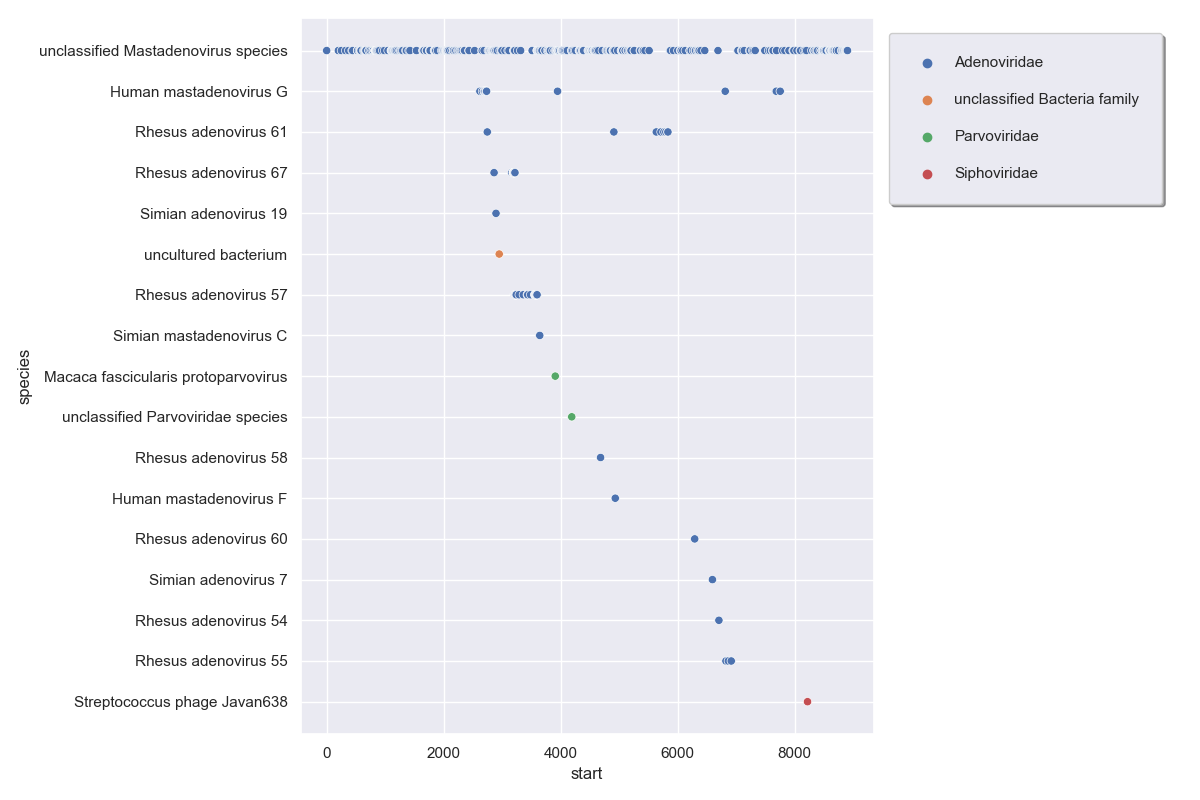 unclassified Mastadenovirus species
Human mastadenovirus G
Rhesus adenovirus 61
Rhesus adenovirus 67
Simian adenovirus 19
uncultured bacterium
Rhesus adenovirus 57
Simian mastadenovirus C
Macaca fascicularis protoparvovirus
unclassified Parvoviridae species
Rhesus adenovirus 58
Human mastadenovirus F
Rhesus adenovirus 60
Simian adenovirus 7
Rhesus adenovirus 54
Rhesus adenovirus 55
Streptococcus phage Javan638
species
0 2000 4000 6000 8000
start
Adenoviridae
unclassified Bacteria family
Parvoviridae
Siphoviridae